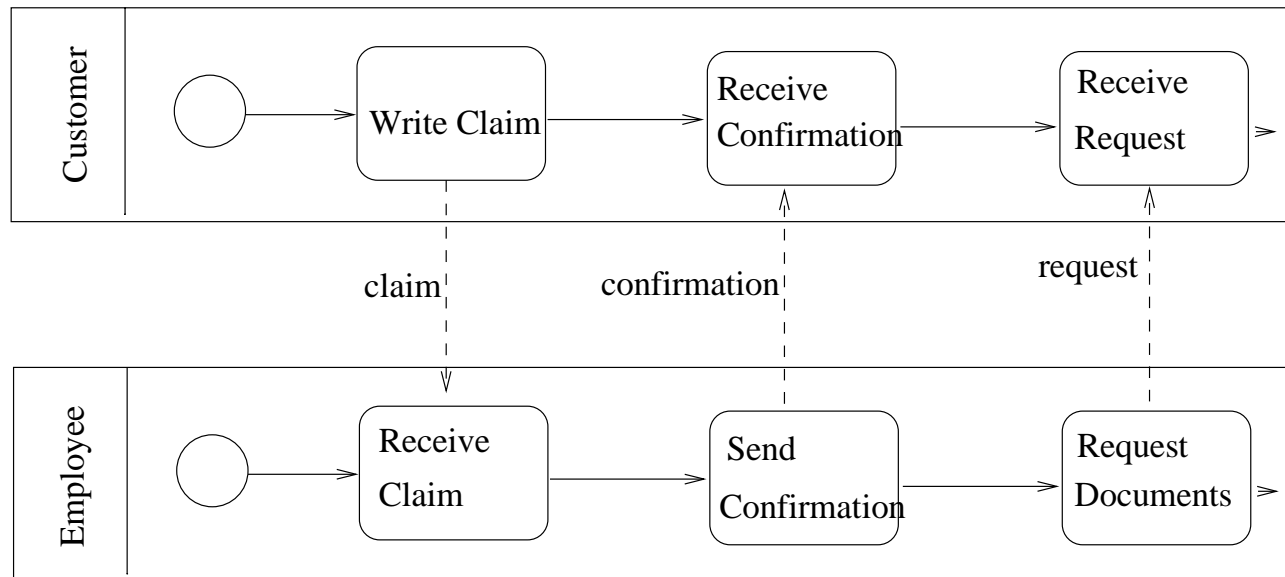 Customer
Write Claim
Receive
Confirmation
Receive
Request
claim
confirmation
request
Employee
Receive
Claim
Send
Confirmation
Request
Documents